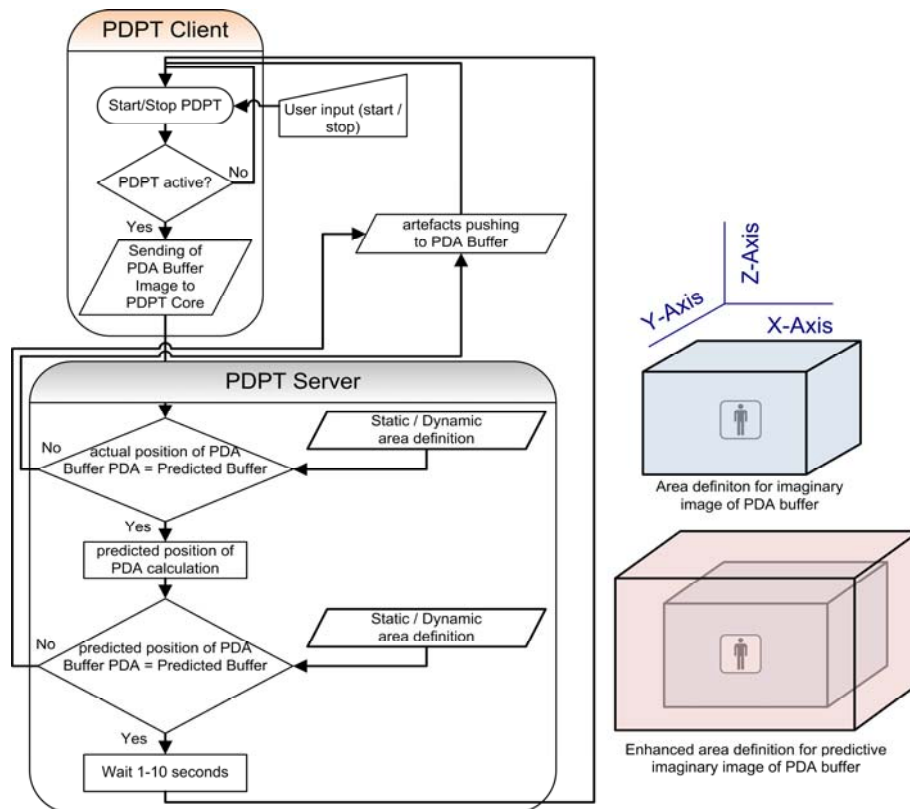 PDPT Client
Start/Stop PDPT
User input (start /
stop)
No
PDPT active?
Yes
Sending of
PDA Buffer
Image to
PDPT Core
artefacts pushing
to PDA Buffer
PDPT Server
Static / Dynamic
area definition
No
actual position of PDA
Buffer PDA = Predicted Buffer
Yes
predicted position of
PDA calculation
Static / Dynamic
area definition
No
predicted position of PDA
Buffer PDA = Predicted Buffer
Yes
Wait 1-10 seconds
Z-Axis
Y-Axis
X-Axis
Area definiton for imaginary
image of PDA buffer
Enhanced area definition for predictive
imaginary image of PDA buffer